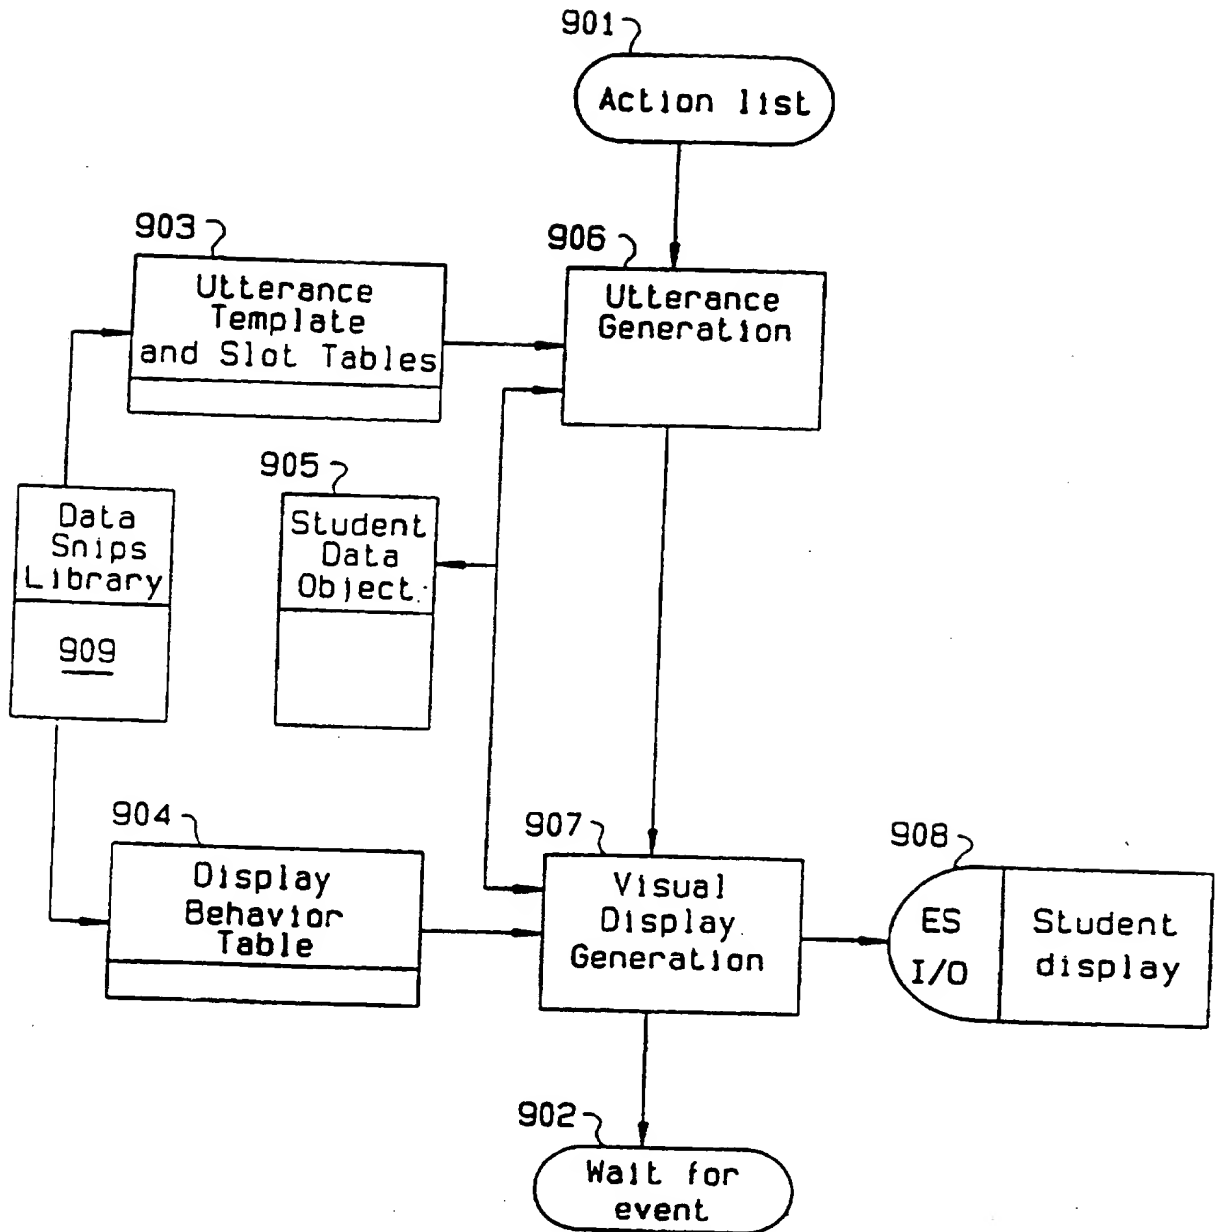 901
Action list
903
Utterance
Template
and Slot Tables
906
Utterance
Generation
905
Student
Data
Object
Data
Snips
Library
909
904
Display
Behavior
Table
907
Visual
Display
Generation
908
ES
I/O
Student
display
902
Wait for
event